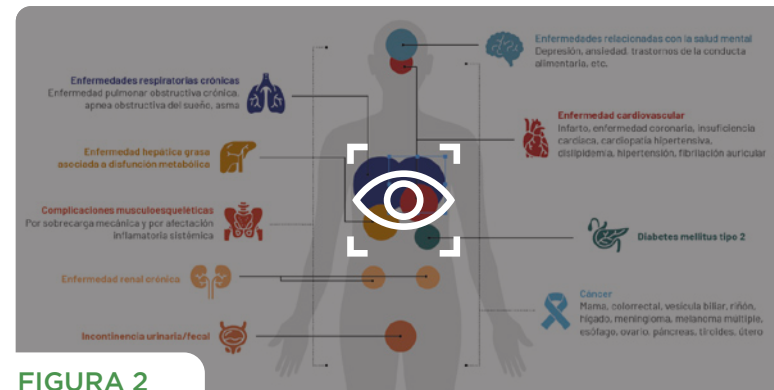 Enfermedades relacionadas con la salud mental
Depresión, ansiedad, trastornos de la conducta
alimentaria, etc.
Enfermedades respiratorias crónicas
Enfermedad pulmonar obstructiva crónica,
apnea obstructiva del sueño, asma
Enfermedad cardiovascular
Infarto, enfermedad coronaria, insuficiencia
cardíaca, cardiopatía hipertensiva,
dislipidemia, hipertensión, fibrilación auricular
Enfermedad hepática grasa
asociada a disfunción metabólica
Complicaciones musculoesqueléticas
Por sobrecarga mecánica y por afectación
inflamatoria sistémica
Diabetes mellitus tipo 2
Enfermedad renal crónica
Cáncer
Mama, colorrectal, vesícula biliar, riñón,
hígado, meningioma, melanoma múltiple,
esófago, ovario, páncreas, tiroides, útero
Incontinencia urinaria/fecal
FIGURA 2